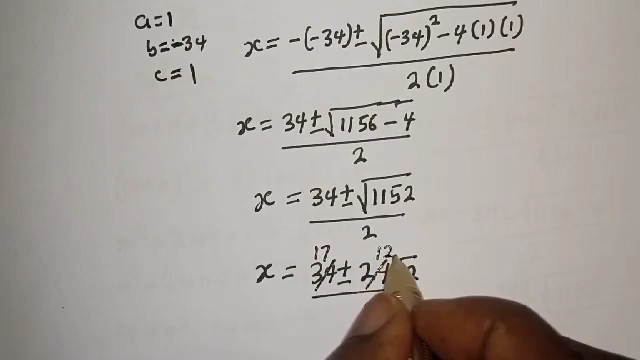 a=1
b=-34
c=1
x = -(-34) ± √(-34)² - 4(1)(1)
2(1)
x = 34 ± √1156 - 4
2
x = 34 ± √1152
2
17 12
x = 34 ± 24√2